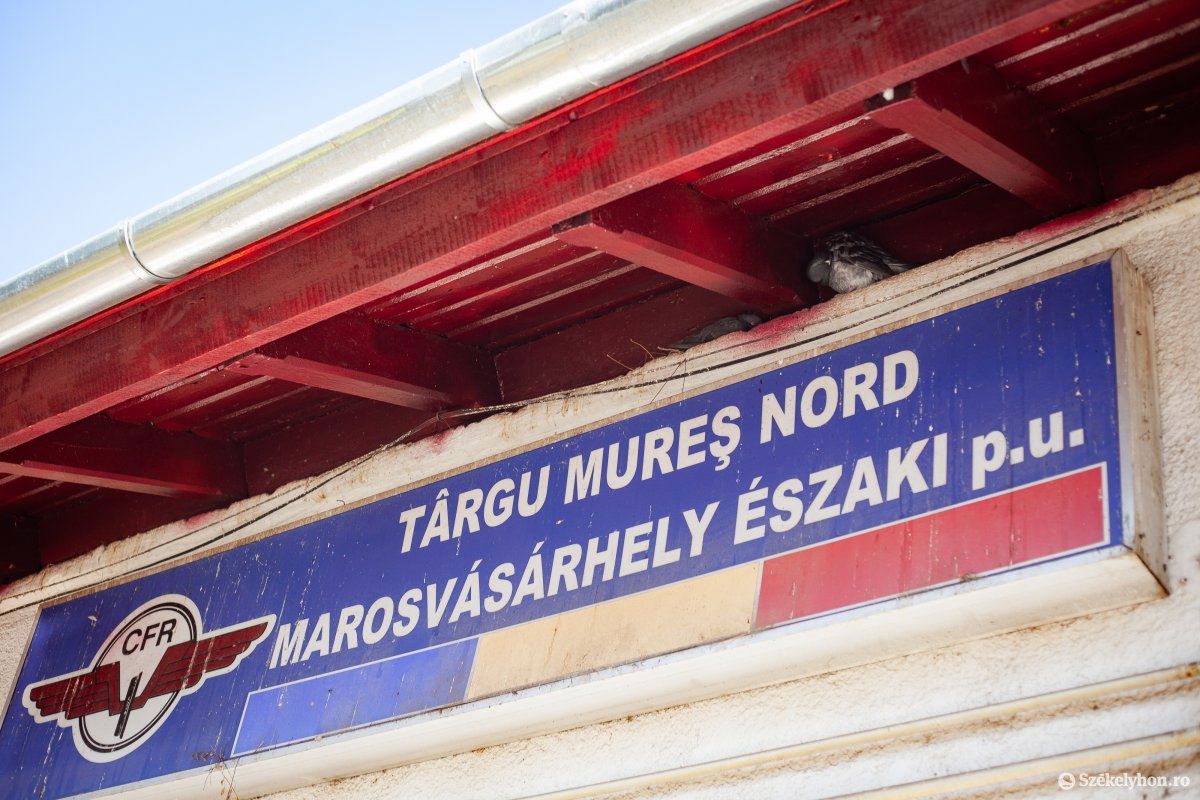 TÂRGU MUREŞ NORD
MAROSVÁSÁRHELY ÉSZAKI p.u.
CFR
Székelyhon.ro